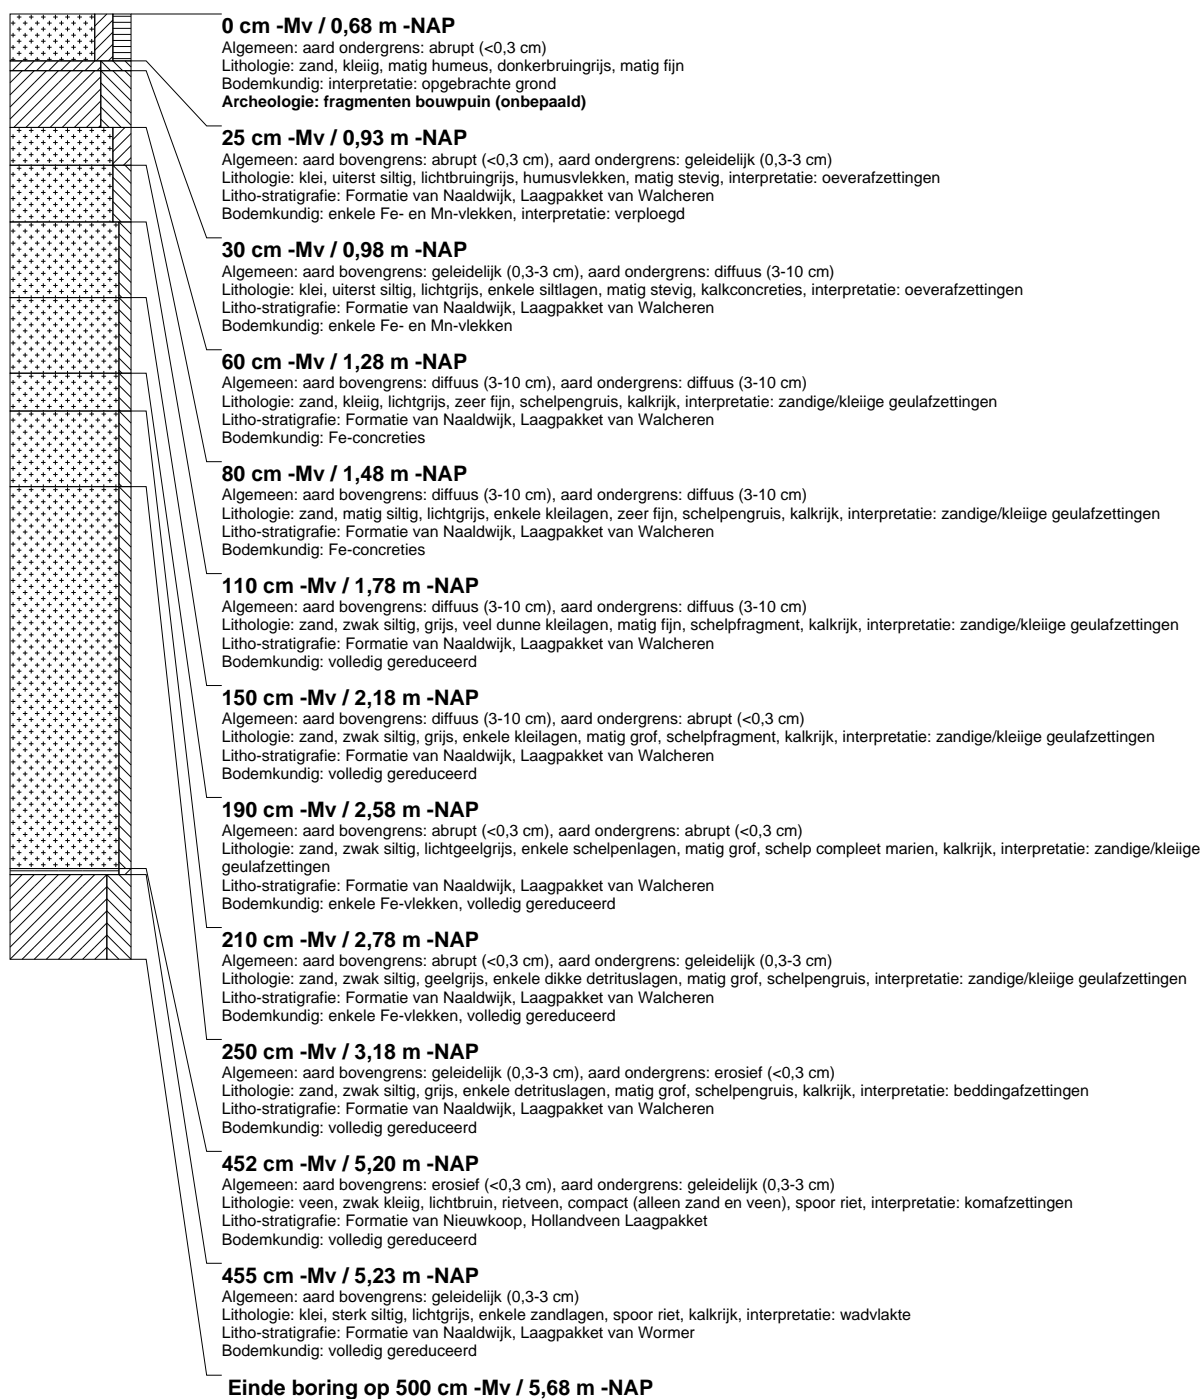 0 cm -Mv / 0,68 m -NAP
Algemeen: aard ondergrens: abrupt (<0,3 cm)
Lithologie: zand, kleiig, matig humeus, donkerbruingrijs, matig fijn
Bodemkundig: interpretatie: opgebrachte grond
Archeologie: fragmenten bouwpuin (onbepaald)
25 cm -Mv / 0,93 m -NAP
Algemeen: aard bovengrens: abrupt (<0,3 cm), aard ondergrens: geleidelijk (0,3-3 cm)
Lithologie: klei, uiterst siltig, lichtbruingrijs, humusvlekken, matig stevig, interpretatie: oeverafzettingen
Litho-stratigrafie: Formatie van Naaldwijk, Laagpakket van Walcheren
Bodemkundig: enkele Fe- en Mn-vlekken, interpretatie: verploegd
30 cm -Mv / 0,98 m -NAP
Algemeen: aard bovengrens: geleidelijk (0,3-3 cm), aard ondergrens: diffuus (3-10 cm)
Lithologie: klei, uiterst siltig, lichtgrijs, enkele siltlagen, matig stevig, kalkconcreties, interpretatie: oeverafzettingen
Litho-stratigrafie: Formatie van Naaldwijk, Laagpakket van Walcheren
Bodemkundig: enkele Fe- en Mn-vlekken
60 cm -Mv / 1,28 m -NAP
Algemeen: aard bovengrens: diffuus (3-10 cm), aard ondergrens: diffuus (3-10 cm)
Lithologie: zand, kleiig, lichtgrijs, zeer fijn, schelpengruis, kalkrijk, interpretatie: zandige/kleiige geulafzettingen
Litho-stratigrafie: Formatie van Naaldwijk, Laagpakket van Walcheren
Bodemkundig: Fe-concreties
80 cm -Mv / 1,48 m -NAP
Algemeen: aard bovengrens: diffuus (3-10 cm), aard ondergrens: diffuus (3-10 cm)
Lithologie: zand, matig siltig, lichtgrijs, enkele kleilagen, zeer fijn, schelpengruis, kalkrijk, interpretatie: zandige/kleiige geulafzettingen
Litho-stratigrafie: Formatie van Naaldwijk, Laagpakket van Walcheren
Bodemkundig: Fe-concreties
110 cm -Mv / 1,78 m -NAP
Algemeen: aard bovengrens: diffuus (3-10 cm), aard ondergrens: diffuus (3-10 cm)
Lithologie: zand, zwak siltig, grijs, veel dunne kleilagen, matig fijn, schelpfragment, kalkrijk, interpretatie: zandige/kleiige geulafzettingen
Litho-stratigrafie: Formatie van Naaldwijk, Laagpakket van Walcheren
Bodemkundig: volledig gereduceerd
150 cm -Mv / 2,18 m -NAP
Algemeen: aard bovengrens: diffuus (3-10 cm), aard ondergrens: abrupt (<0,3 cm)
Lithologie: zand, zwak siltig, grijs, enkele kleilagen, matig grof, schelpfragment, kalkrijk, interpretatie: zandige/kleiige geulafzettingen
Litho-stratigrafie: Formatie van Naaldwijk, Laagpakket van Walcheren
Bodemkundig: volledig gereduceerd
190 cm -Mv / 2,58 m -NAP
Algemeen: aard bovengrens: abrupt (<0,3 cm), aard ondergrens: abrupt (<0,3 cm)
Lithologie: zand, zwak siltig, lichtgeelgrijs, enkele schelpenlagen, matig grof, schelp compleet marien, kalkrijk, interpretatie: zandige/kleiige
geulafzettingen
Litho-stratigrafie: Formatie van Naaldwijk, Laagpakket van Walcheren
Bodemkundig: enkele Fe-vlekken, volledig gereduceerd
210 cm -Mv / 2,78 m -NAP
Algemeen: aard bovengrens: abrupt (<0,3 cm), aard ondergrens: geleidelijk (0,3-3 cm)
Lithologie: zand, zwak siltig, geelgrijs, enkele dikke detrituslagen, matig grof, schelpengruis, interpretatie: zandige/kleiige geulafzettingen
Litho-stratigrafie: Formatie van Naaldwijk, Laagpakket van Walcheren
Bodemkundig: enkele Fe-vlekken, volledig gereduceerd
250 cm -Mv / 3,18 m -NAP
Algemeen: aard bovengrens: geleidelijk (0,3-3 cm), aard ondergrens: erosief (<0,3 cm)
Lithologie: zand, zwak siltig, grijs, enkele detrituslagen, matig grof, schelpengruis, kalkrijk, interpretatie: beddingafzettingen
Litho-stratigrafie: Formatie van Naaldwijk, Laagpakket van Walcheren
Bodemkundig: volledig gereduceerd
452 cm -Mv / 5,20 m -NAP
Algemeen: aard bovengrens: erosief (<0,3 cm), aard ondergrens: geleidelijk (0,3-3 cm)
Lithologie: veen, zwak kleiig, lichtbruin, rietveen, compact (alleen zand en veen), spoor riet, interpretatie: komafzettingen
Litho-stratigrafie: Formatie van Nieuwkoop, Hollandveen Laagpakket
Bodemkundig: volledig gereduceerd
455 cm -Mv / 5,23 m -NAP
Algemeen: aard bovengrens: geleidelijk (0,3-3 cm)
Lithologie: klei, sterk siltig, lichtgrijs, enkele zandlagen, spoor riet, kalkrijk, interpretatie: wadvlakte
Litho-stratigrafie: Formatie van Naaldwijk, Laagpakket van Wormer
Bodemkundig: volledig gereduceerd
Einde boring op 500 cm -Mv / 5,68 m -NAP